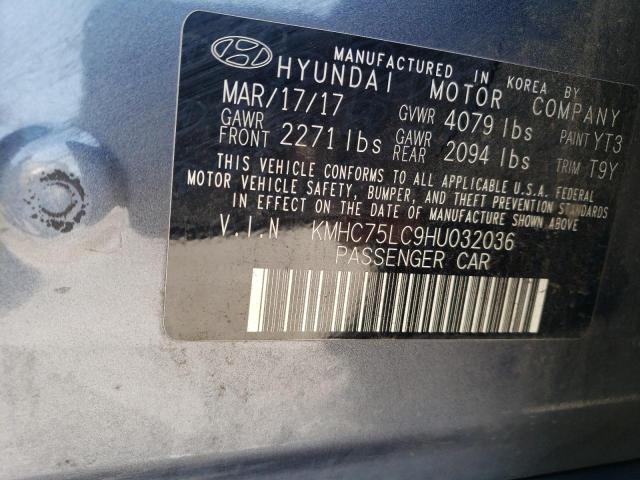 MANUFACTURED IN KOREA BY
HYUNDAI MOTOR COMPANY
MAR/17/17 GVWR 4079 lbs PAINT YT3
GAWR FRONT 2271 lbs GAWR REAR 2094 lbs TRIM T9Y
THIS VEHICLE CONFORMS TO ALL APPLICABLE U.S.A. FEDERAL
MOTOR VEHICLE SAFETY, BUMPER, AND THEFT PREVENTION STANDARDS
IN EFFECT ON THE DATE OF MANUFACTURE SHOWN ABOVE
V.I.N KMHC75LC9HU032036
PASSENGER CAR